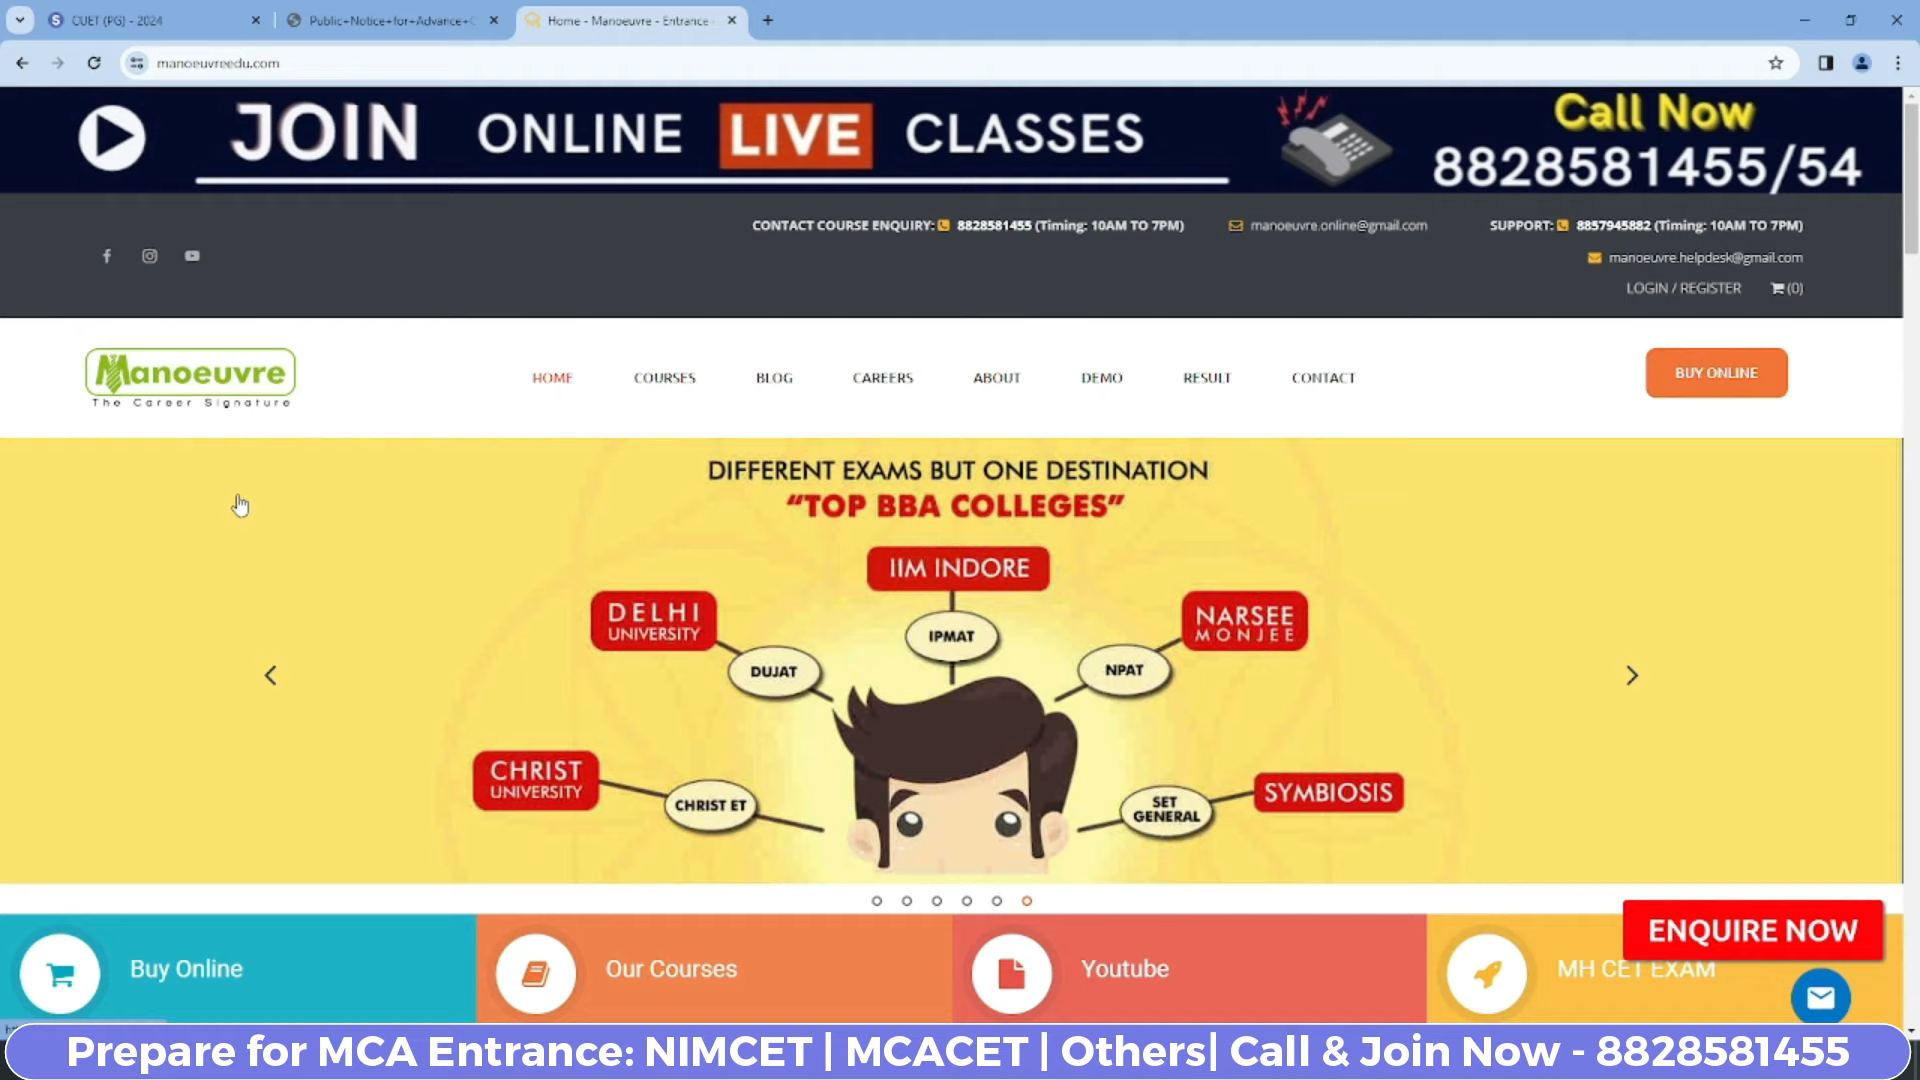 CUET (PG) - 2024
Public+Notice+for+Advance+C
Home - Manoeuvre - Entrance
manoeuvreedu.com
JOIN ONLINE LIVE CLASSES
Call Now
8828581455/54
CONTACT COURSE ENQUIRY: 8828581455 (Timing: 10AM TO 7PM)
manoeuvre.online@gmail.com
SUPPORT: 8857945882 (Timing: 10AM TO 7PM)
manoeuvre.helpdesk@gmail.com
LOGIN / REGISTER (0)
Manoeuvre
The Career Signature
HOME COURSES BLOG CAREERS ABOUT DEMO RESULT CONTACT
BUY ONLINE
DIFFERENT EXAMS BUT ONE DESTINATION
“TOP BBA COLLEGES”
IIM INDORE
IPMAT
DELHI
UNIVERSITY
DUJAT
NARSEE
MONJEE
NPAT
CHRIST
UNIVERSITY
CHRIST ET
SET
GENERAL
SYMBIOSIS
ENQUIRE NOW
Buy Online
Our Courses
Youtube
MH CET EXAM
Prepare for MCA Entrance: NIMCET | MCACET | Others| Call & Join Now - 8828581455